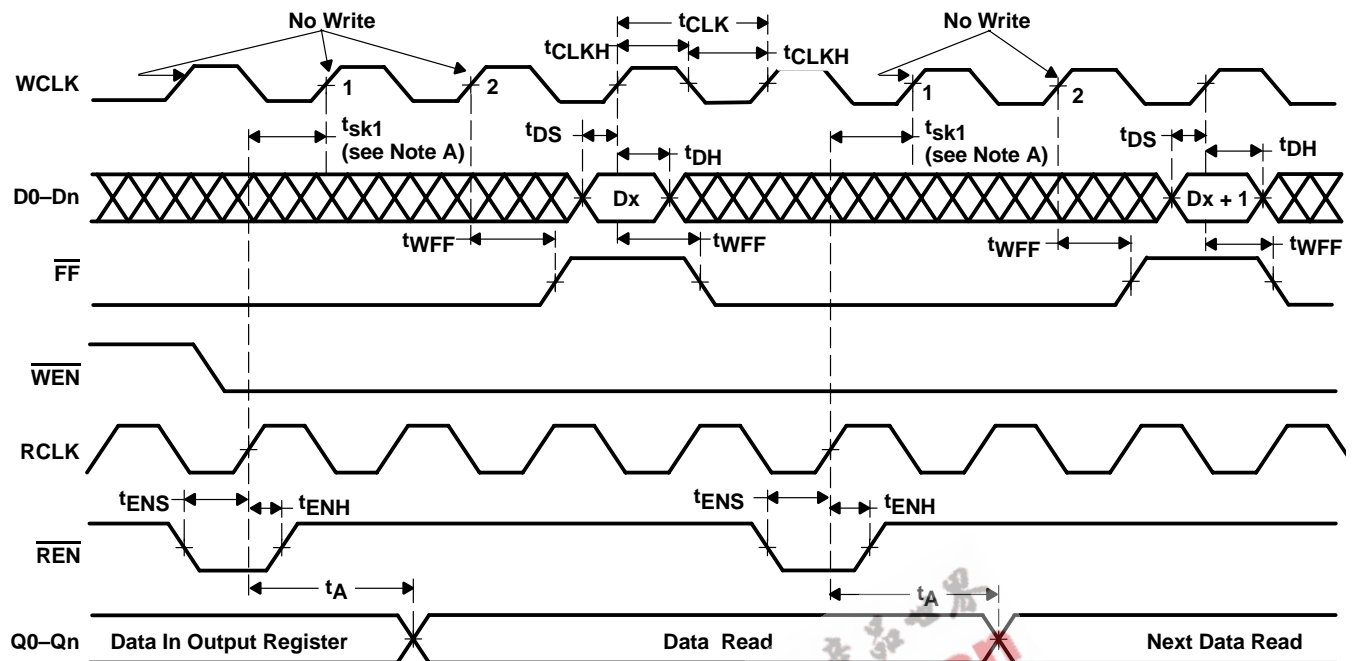 No Write
tCLK
No Write
tCLKH
tCLKH
WCLK
1
2
1
2
tsk1
(see Note A)
tDS
tDH
tsk1
(see Note A)
tDS
tDH
D0–Dn
Dx
Dx + 1
tWFF
tWFF
tWFF
tWFF
FF
WEN
RCLK
tENS
tENH
tENS
tENH
REN
tA
tA
Q0–Qn
Data In Output Register
Data Read
Next Data Read